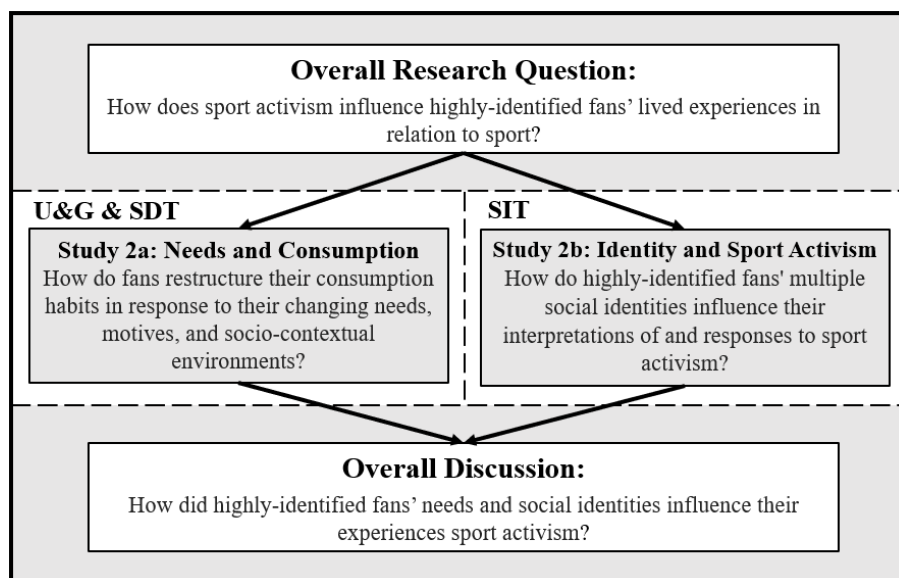 Overall Research Question:
How does sport activism influence highly-identified fans’ lived experiences in
relation to sport?
U&G & SDT
Study 2a: Needs and Consumption
How do fans restructure their consumption
habits in response to their changing needs,
motives, and socio-contextual
environments?
SIT
Study 2b: Identity and Sport Activism
How do highly-identified fans' multiple
social identities influence their
interpretations of and responses to sport
activism?
Overall Discussion:
How did highly-identified fans’ needs and social identities influence their
experiences sport activism?